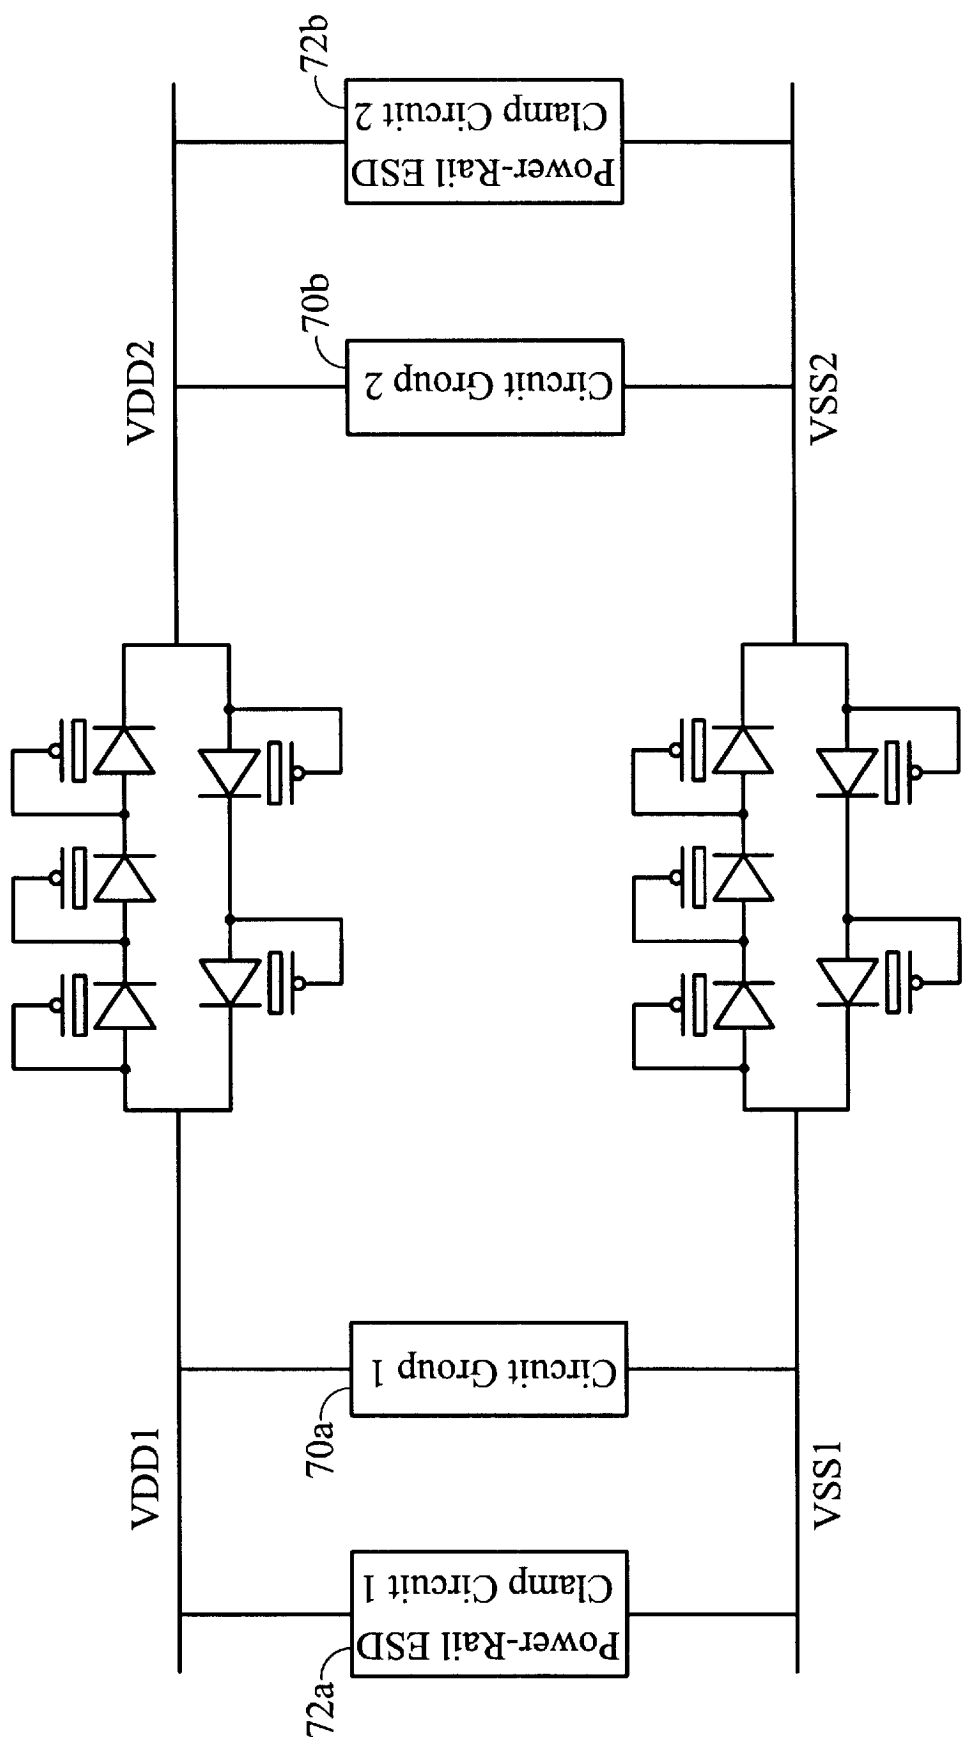 72b
Power-Rail ESD
Clamp Circuit 2
70b
VDD2
Circuit Group 2
VSS2
VDD1
70a
Circuit Group 1
VSS1
72a
Power-Rail ESD
Clamp Circuit 1